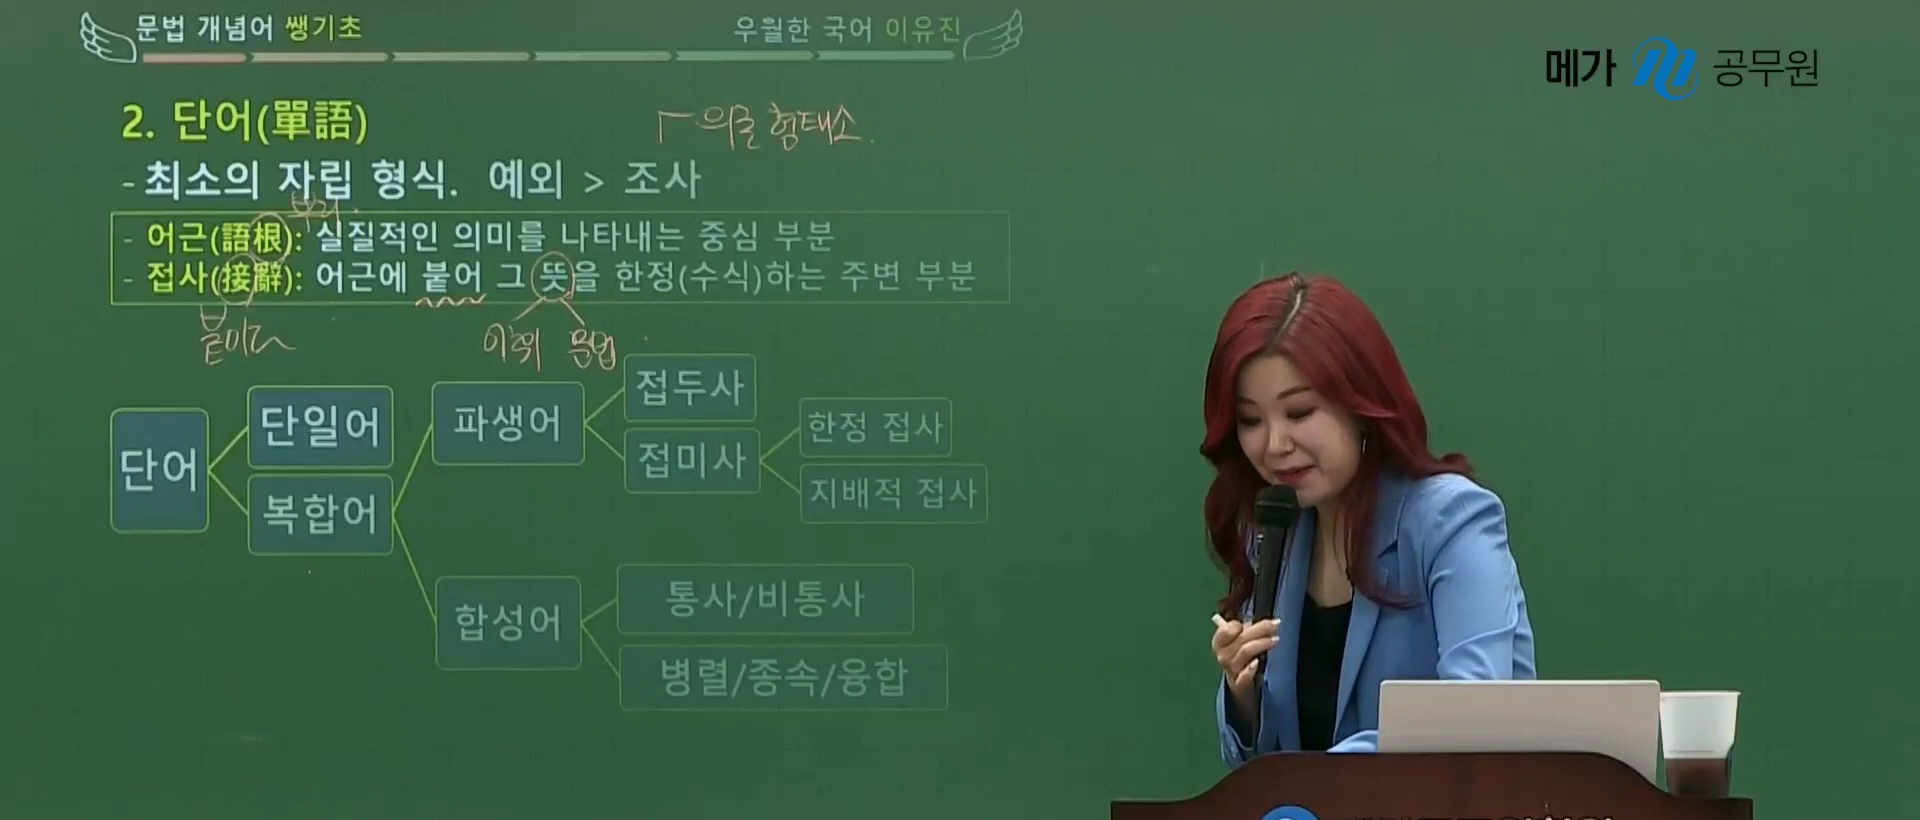 문법 개념어 쌩기초
우월한 국어 이유진
메가 공무원
2. 단어(單語)
의존 형태소
- 최소의 자립 형식. 예외 > 조사
뿌리
- 어근(語根): 실질적인 의미를 나타내는 중심 부분
- 접사(接辭): 어근에 붙어 그 뜻을 한정(수식)하는 주변 부분
붙이다
어휘 문법
단어
단일어
복합어
파생어
접두사
접미사
한정 접사
지배적 접사
합성어
통사/비통사
병렬/종속/융합